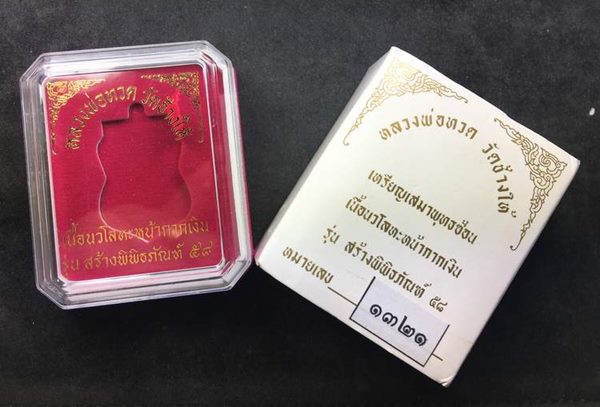 หลวงพ่อทวด วัดช้างให้
เนื้อนวโลหะหน้ากากเงิน
รุ่น สร้างพิพิธภัณฑ์ ๕๘
หลวงพ่อทวด วัดช้างให้
เหรียญเสมาพุทธซ้อน
เนื้อนวโลหะหน้ากากเงิน
รุ่น สร้างพิพิธภัณฑ์ ๕๘
หมายเลข ๑๓๒๑